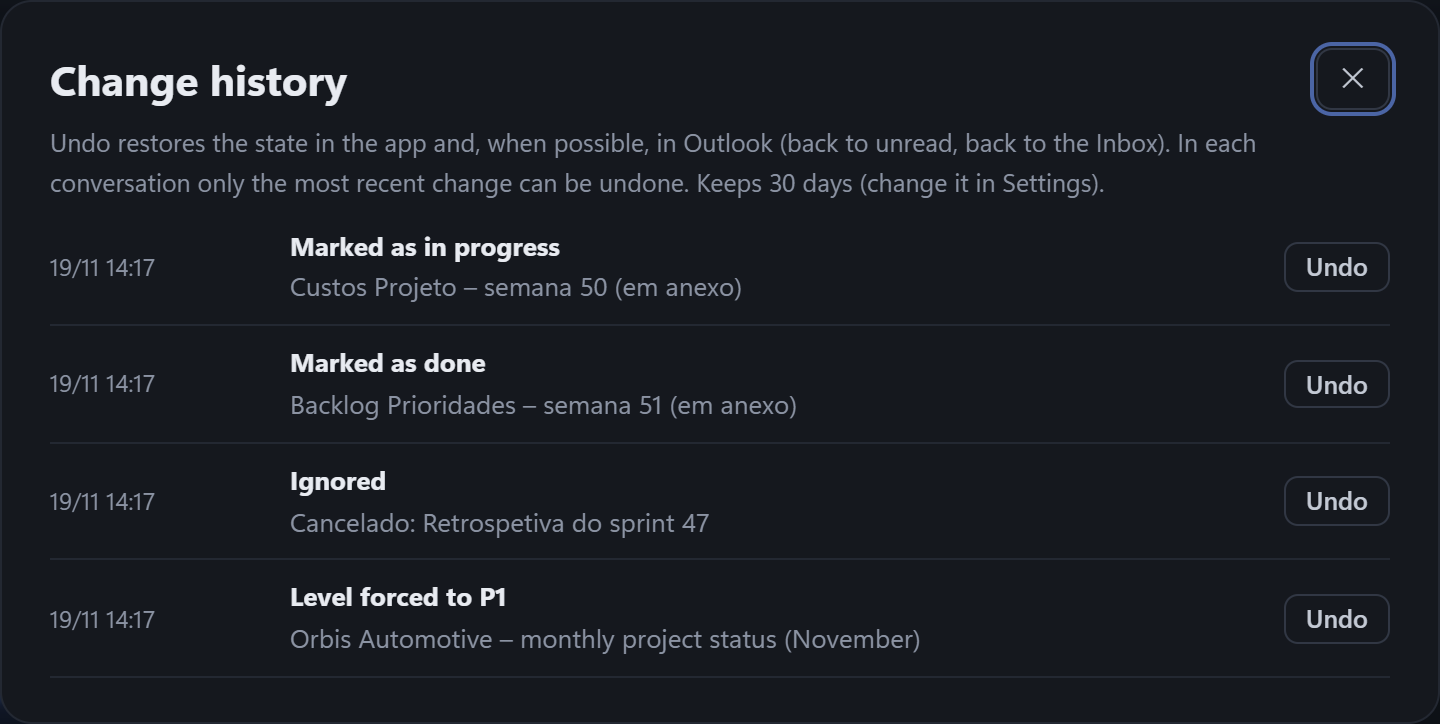 Change history
Undo restores the state in the app and, when possible, in Outlook (back to unread, back to the Inbox). In each
conversation only the most recent change can be undone. Keeps 30 days (change it in Settings).
19/11 14:17
Marked as in progress
Custos Projeto – semana 50 (em anexo)
Undo
19/11 14:17
Marked as done
Backlog Prioridades – semana 51 (em anexo)
Undo
19/11 14:17
Ignored
Cancelado: Retrospetiva do sprint 47
Undo
19/11 14:17
Level forced to P1
Orbis Automotive – monthly project status (November)
Undo